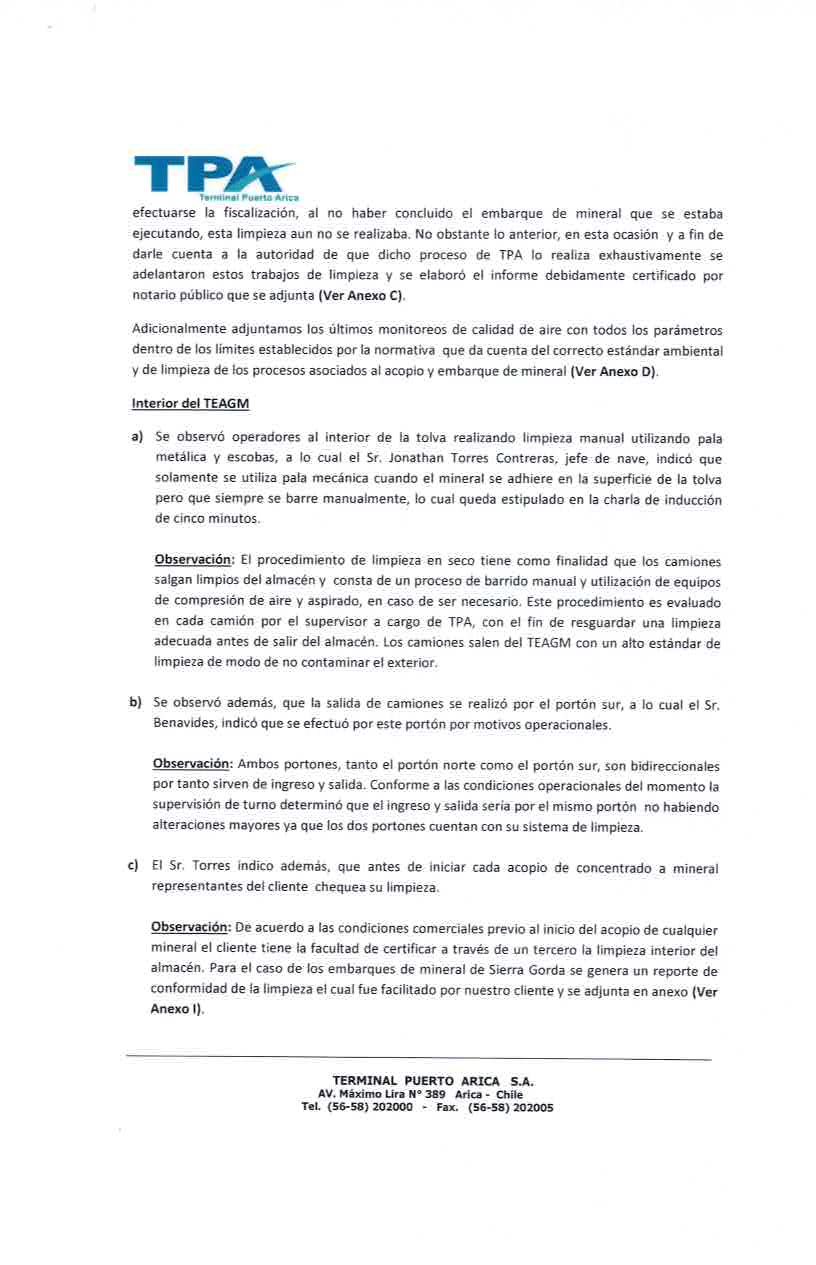 TPA
Terminal Puerto Arica
efectuarse la fiscalización, al no haber concluido el embarque de mineral que se estaba
ejecutando, esta limpieza aun no se realizaba. No obstante lo anterior, en esta ocasión y a fin de
darle cuenta a la autoridad de que dicho proceso de TPA lo realiza exhaustivamente se
adelantaron estos trabajos de limpieza y se elaboró el informe debidamente certificado por
notario público que se adjunta (Ver Anexo C).
Adicionalmente adjuntamos los últimos monitoreos de calidad de aire con todos los parámetros
dentro de los límites establecidos por la normativa que da cuenta del correcto estándar ambiental
y de limpieza de los procesos asociados al acopio y embarque de mineral (Ver Anexo D).
Interior del TEAGM
a) Se observó operadores al interior de la tolva realizando limpieza manual utilizando pala
metálica y escobas, a lo cual el Sr. Jonathan Torres Contreras, jefe de nave, indicó que
solamente se utiliza pala mecánica cuando el mineral se adhiere en la superficie de la tolva
pero que siempre se barre manualmente, lo cual queda estipulado en la charla de inducción
de cinco minutos.
Observación: El procedimiento de limpieza en seco tiene como finalidad que los camiones
salgan limpios del almacén y consta de un proceso de barrido manual y utilización de equipos
de compresión de aire y aspirado, en caso de ser necesario. Este procedimiento es evaluado
en cada camión por el supervisor a cargo de TPA, con el fin de resguardar una limpieza
adecuada antes de salir del almacén. Los camiones salen del TEAGM con un alto estándar de
limpieza de modo de no contaminar el exterior.
b) Se observó además, que la salida de camiones se realizó por el portón sur, a lo cual el Sr.
Benavides, indicó que se efectuó por este portón por motivos operacionales.
Observación: Ambos portones, tanto el portón norte como el portón sur, son bidireccionales
por tanto sirven de ingreso y salida. Conforme a las condiciones operacionales del momento la
supervisión de turno determinó que el ingreso y salida sería por el mismo portón no habiendo
alteraciones mayores ya que los dos portones cuentan con su sistema de limpieza.
c) El Sr. Torres indico además, que antes de iniciar cada acopio de concentrado a mineral
representantes del cliente chequea su limpieza.
Observación: De acuerdo a las condiciones comerciales previo al inicio del acopio de cualquier
mineral el cliente tiene la facultad de certificar a través de un tercero la limpieza interior del
almacén. Para el caso de los embarques de mineral de Sierra Gorda se genera un reporte de
conformidad de la limpieza el cual fue facilitado por nuestro cliente y se adjunta en anexo (Ver
Anexo I).
TERMINAL PUERTO ARICA S.A.
AV. Máximo Lira N° 389 Arica - Chile
Tel. (56-58) 202000 - Fax. (56-58) 202005